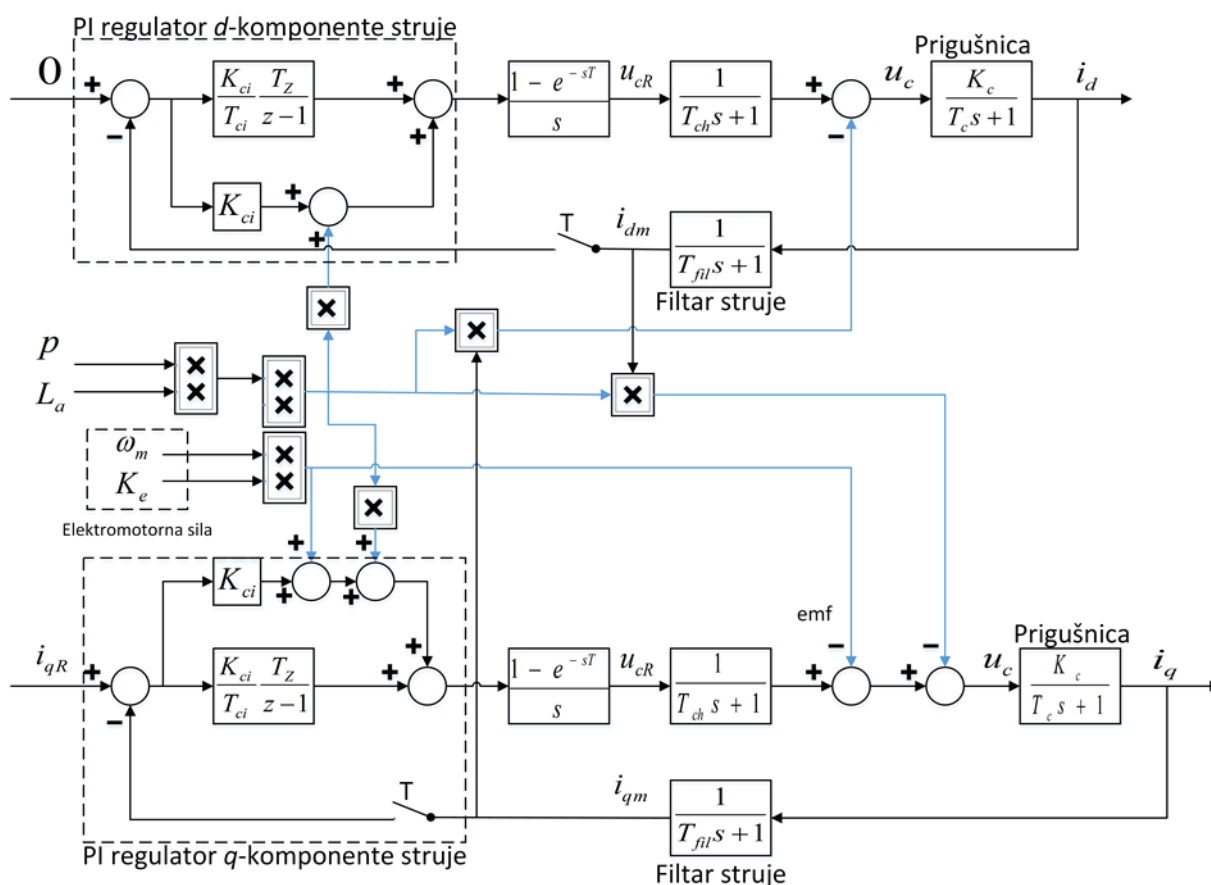 PI regulator d-komponente struje
0
+
−
K_ci / T_ci T_Z / z − 1
K_ci
+
+
+
+
1 − e^−sT / s
u_cR
1 / T_ch s + 1
+
−
u_c
Prigušnica
K_c / T_c s + 1
i_d
T
i_dm
1 / T_fil s + 1
Filtar struje
×
×
×
p
L_a
×
×
×
×
ω_m
K_e
×
×
Elektromotorna sila
×
+
+
K_ci
+
+
emf
i_qR
+
−
K_ci / T_ci T_Z / z − 1
+
+
1 − e^−sT / s
u_cR
1 / T_ch s + 1
+
−
+
−
u_c
Prigušnica
K_c / T_c s + 1
i_q
T
i_qm
1 / T_fil s + 1
Filtar struje
PI regulator q-komponente struje